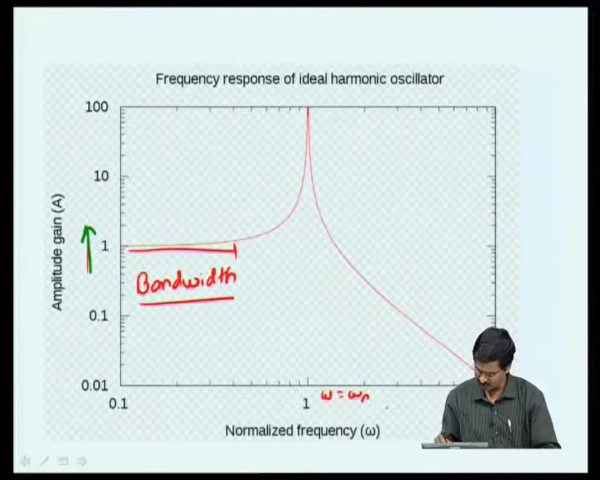 Frequency response of ideal harmonic oscillator
100
10
1
0.1
0.01
Amplitude gain (A)
Bandwidth
0.1
1
ω = ωn
Normalized frequency (ω)